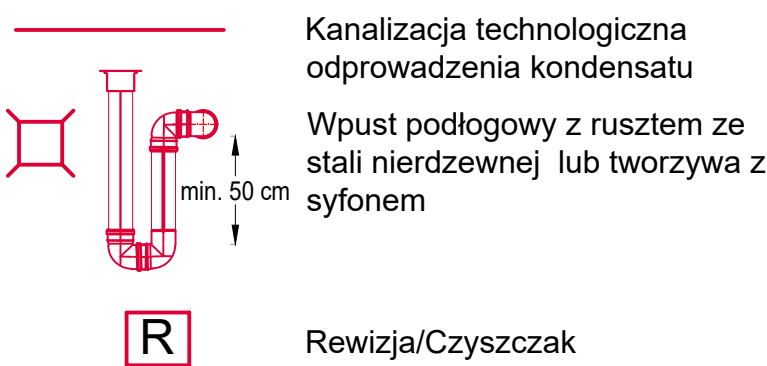 Kanalizacja technologiczna
odprowadzenia kondensatu
Wpust podłogowy z rusztem ze
stali nierdzewnej lub tworzywa z
syfonem
min. 50 cm
R
Rewizja/Czyszczak